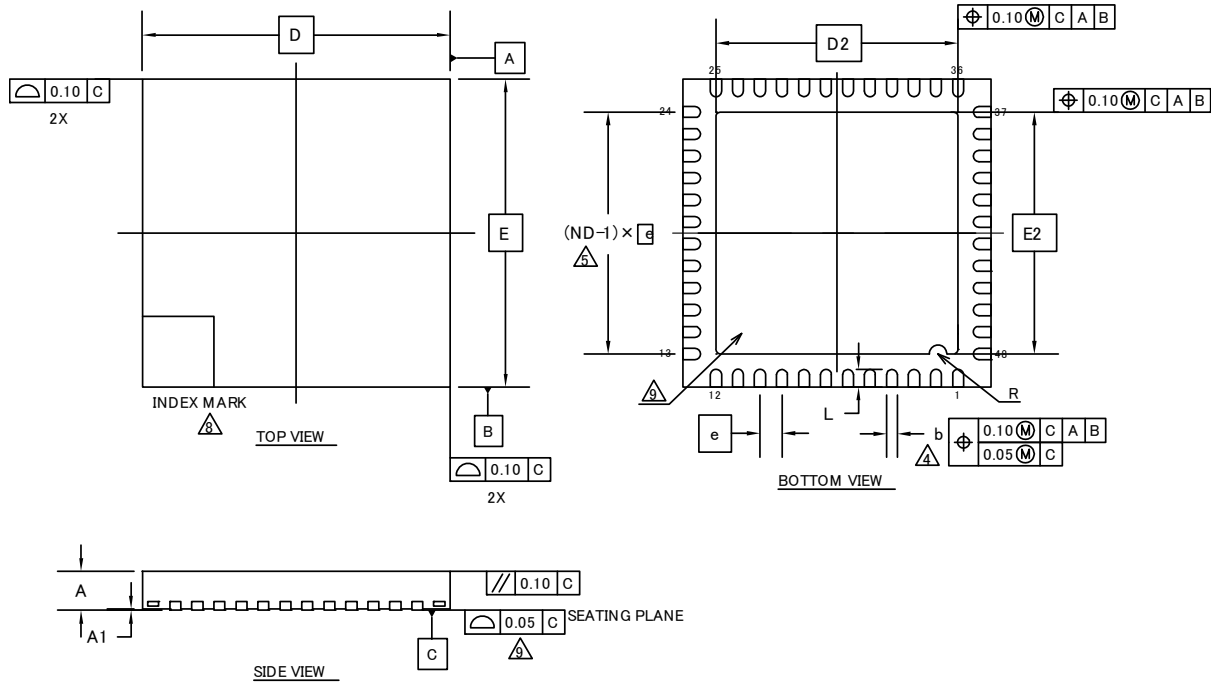 D
A
⌓ 0.10 C
2X
E
INDEX MARK
8
TOP VIEW
B
⌓ 0.10 C
2X
⌖ 0.10 Ⓜ C A B
D2
25
36
⌖ 0.10 Ⓜ C A B
24
37
(ND-1)× e
5
E2
13
48
9
12
1
R
L
e
b
4
⌖ 0.10 Ⓜ C A B
0.05 Ⓜ C
BOTTOM VIEW
A
// 0.10 C
A1
⌓ 0.05 C SEATING PLANE
9
C
SIDE VIEW